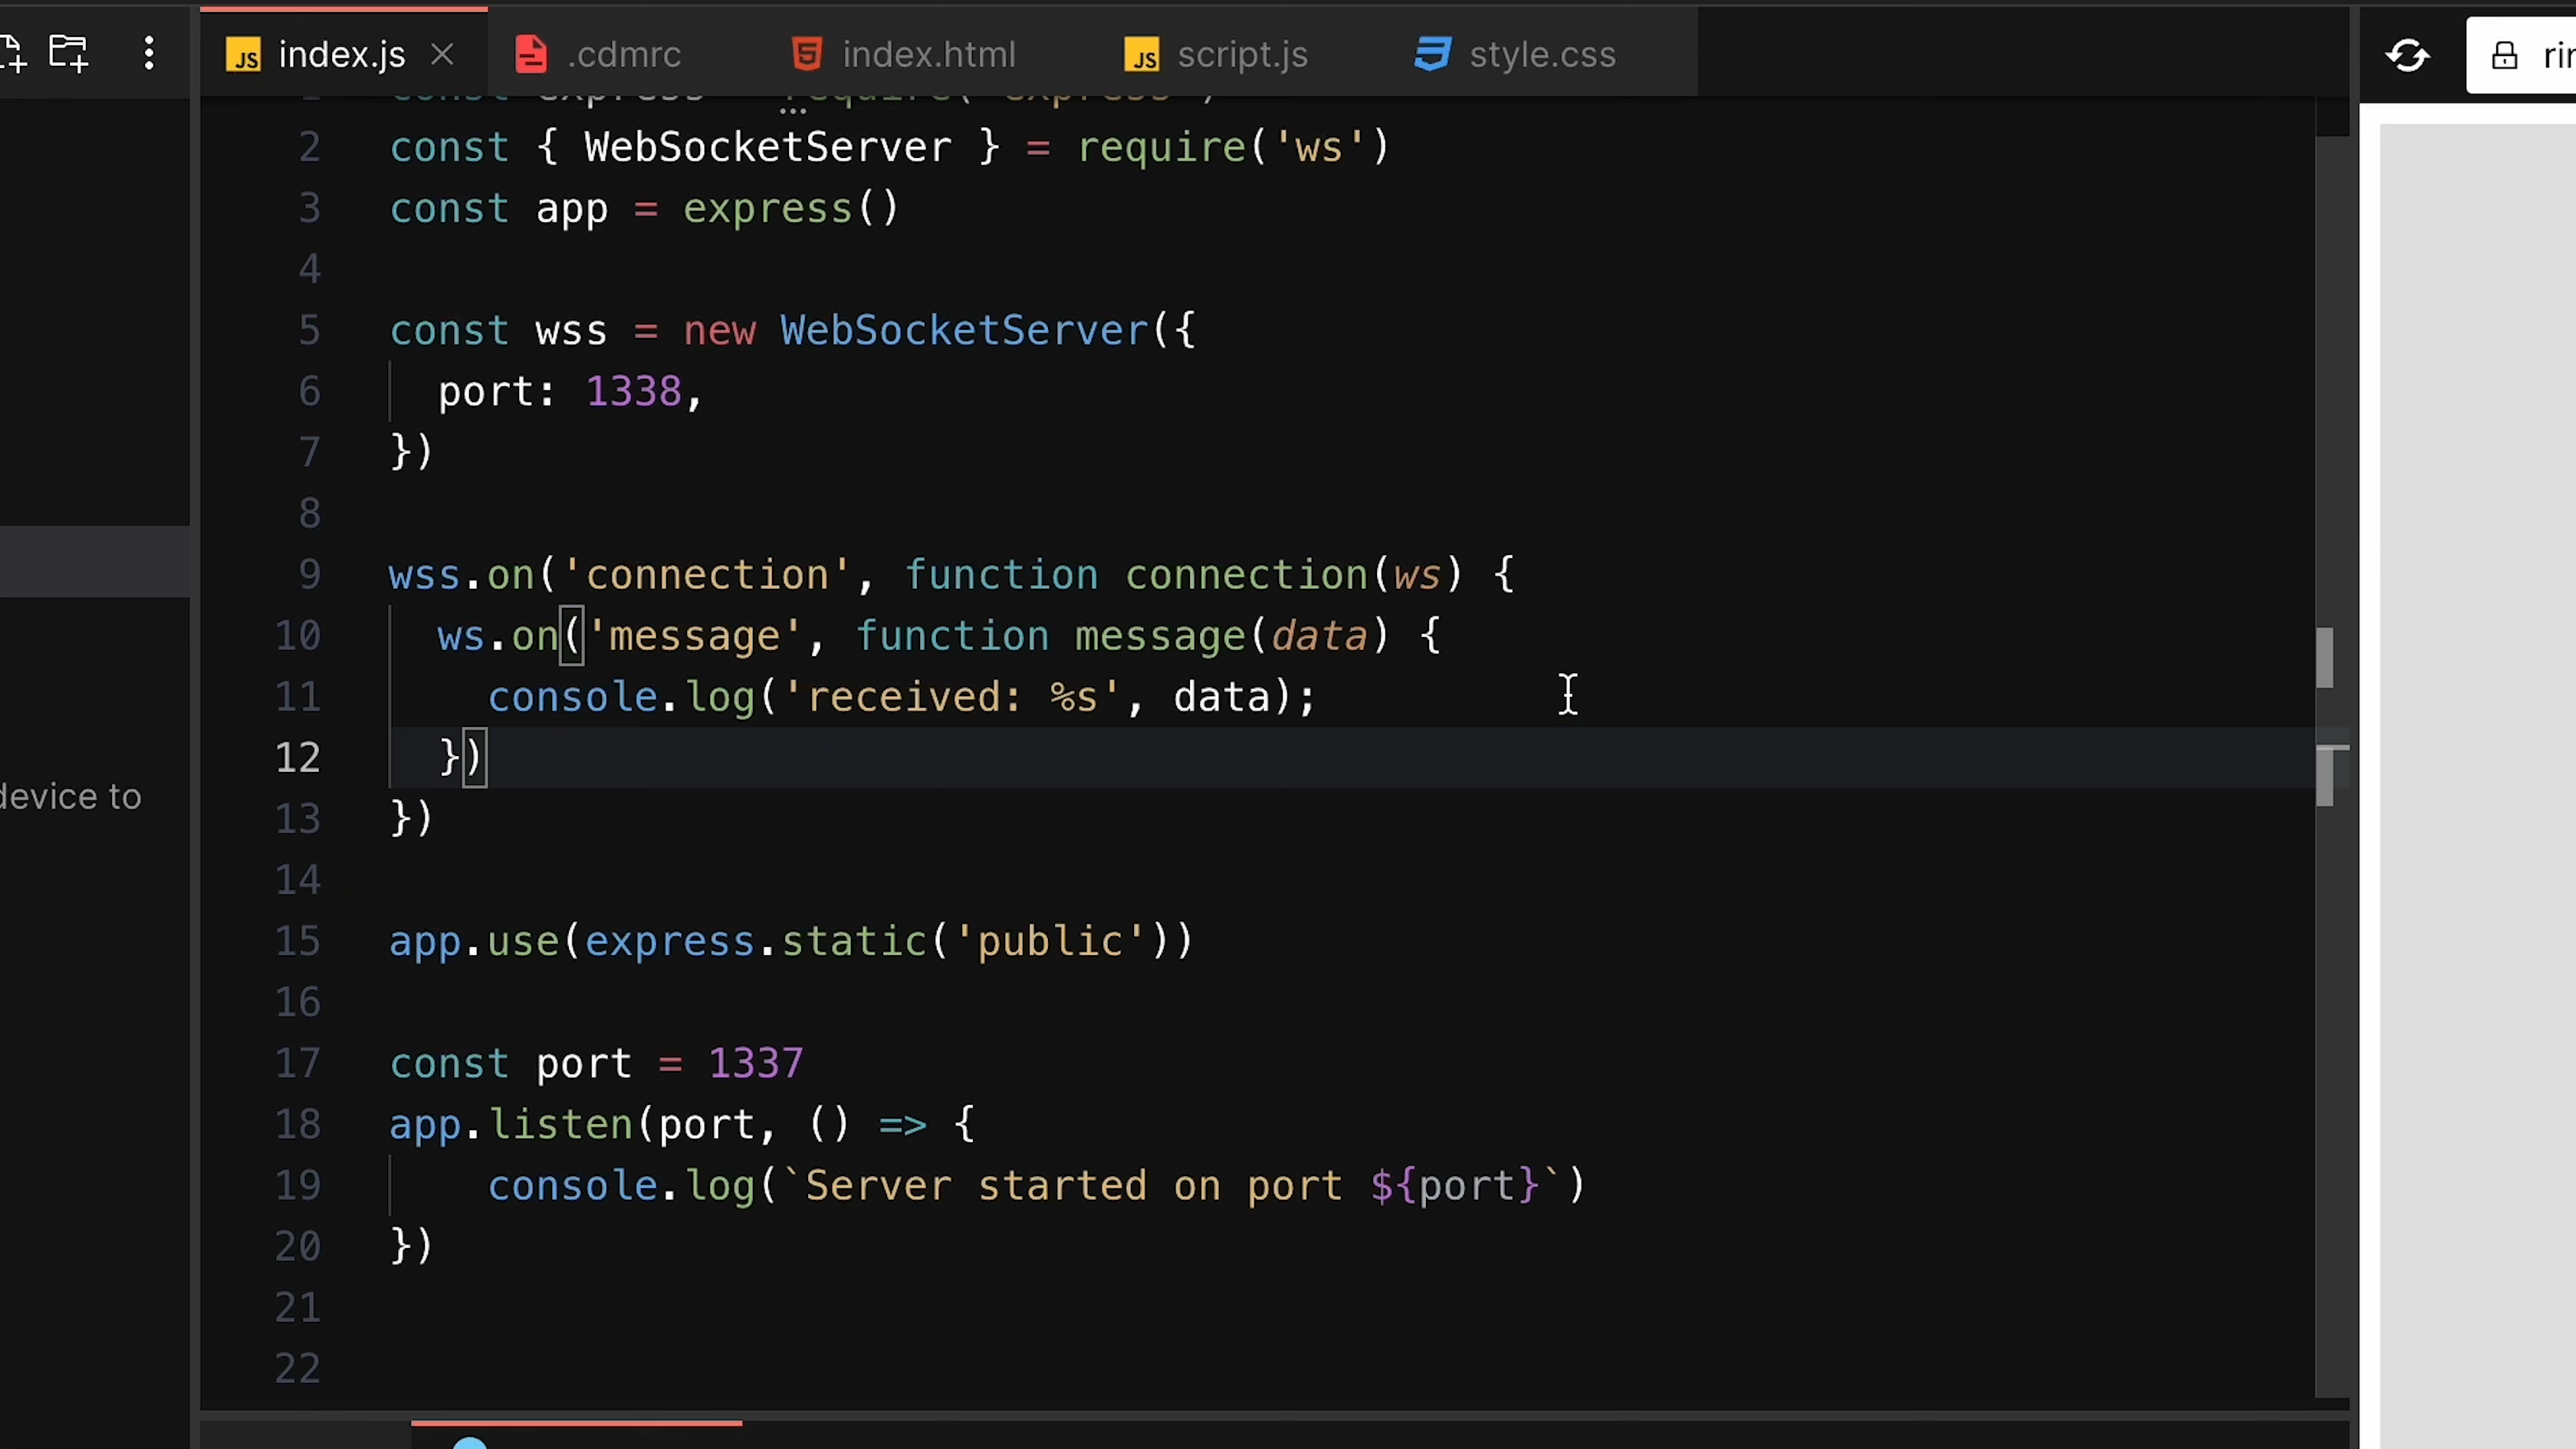 index.js
.cdmrc
index.html
script.js
style.css
2 const { WebSocketServer } = require('ws')
3 const app = express()
4
5 const wss = new WebSocketServer({
6 port: 1338,
7 })
8
9 wss.on('connection', function connection(ws) {
10 ws.on('message', function message(data) {
11 console.log('received: %s', data);
12 })
13 })
14
15 app.use(express.static('public'))
16
17 const port = 1337
18 app.listen(port, () => {
19 console.log(`Server started on port ${port}`)
20 })
21
22
device to